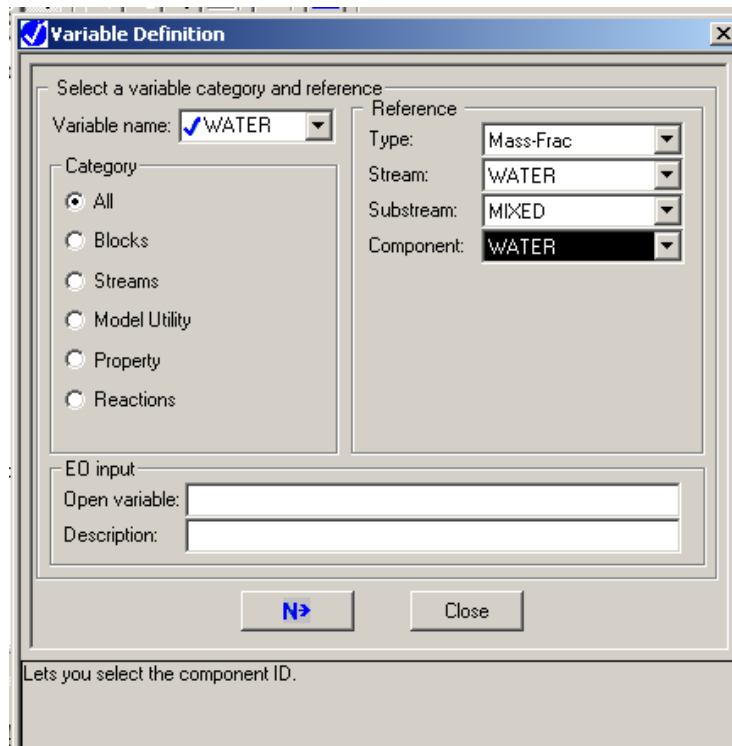 Variable Definition
Select a variable category and reference
Variable name: WATER
Category
All
Blocks
Streams
Model Utility
Property
Reactions
Reference
Type: Mass-Frac
Stream: WATER
Substream: MIXED
Component: WATER
EO input
Open variable:
Description:
N
Close
Lets you select the component ID.